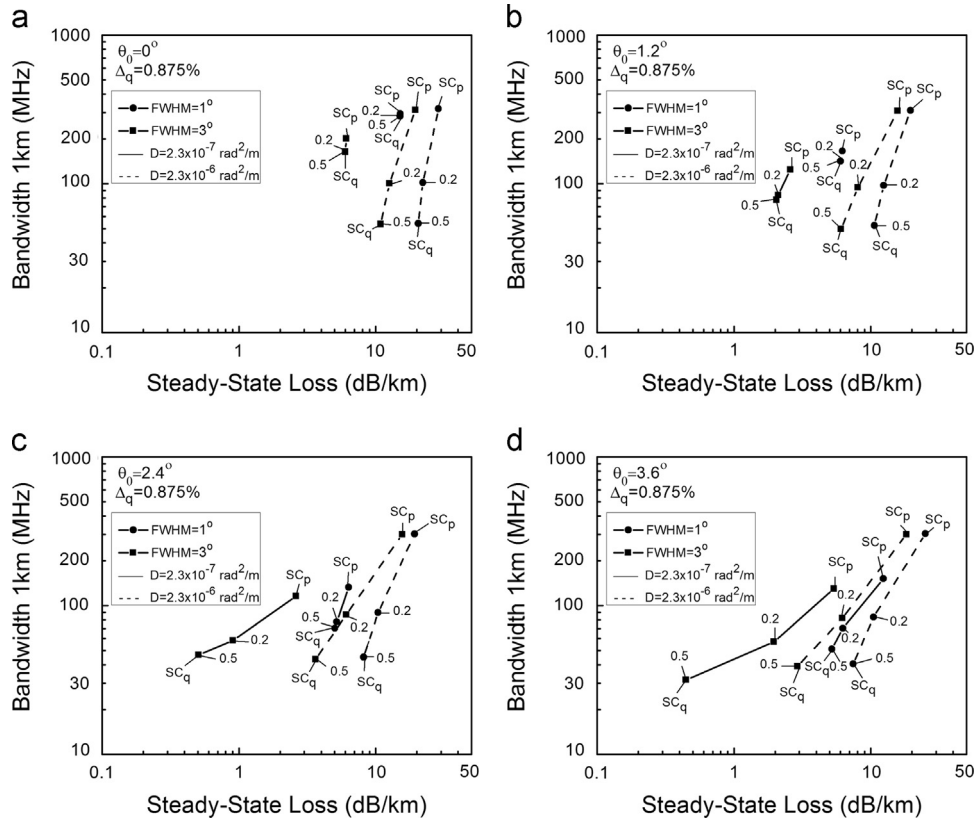 a
Bandwidth 1km (MHz)
1000
500
200
100
30
10
θ0=0°
Δq=0.875%
FWHM=1°
FWHM=3°
D=2.3x10-7 rad2/m
D=2.3x10-6 rad2/m
SCp
0.2
0.5
SCq
SCp
0.2
0.5
SCq
SCp
SCp
0.2
0.2
SCq
0.5
0.5
SCq
0.1
1
10
50
Steady-State Loss (dB/km)
b
Bandwidth 1km (MHz)
1000
500
200
100
30
10
θ0=1.2°
Δq=0.875%
FWHM=1°
FWHM=3°
D=2.3x10-7 rad2/m
D=2.3x10-6 rad2/m
SCp
SCp
SCp
0.2
0.5
SCq
SCp
0.2
0.5
SCq
0.2
0.2
0.5
0.5
SCq
SCq
0.1
1
10
50
Steady-State Loss (dB/km)
c
Bandwidth 1km (MHz)
1000
500
200
100
30
10
θ0=2.4°
Δq=0.875%
FWHM=1°
FWHM=3°
D=2.3x10-7 rad2/m
D=2.3x10-6 rad2/m
SCp
SCp
SCp
SCp
0.2
0.5
SCq
0.2
0.2
0.2
SCq
0.5
0.5
0.5
SCq
SCq
0.1
1
10
50
Steady-State Loss (dB/km)
d
Bandwidth 1km (MHz)
1000
500
200
100
30
10
θ0=3.6°
Δq=0.875%
FWHM=1°
FWHM=3°
D=2.3x10-7 rad2/m
D=2.3x10-6 rad2/m
SCp
SCp
SCp
SCp
0.2
0.2
0.2
0.2
0.5
SCq
0.5
SCq
SCq
0.5
0.5
SCq
0.1
1
10
50
Steady-State Loss (dB/km)